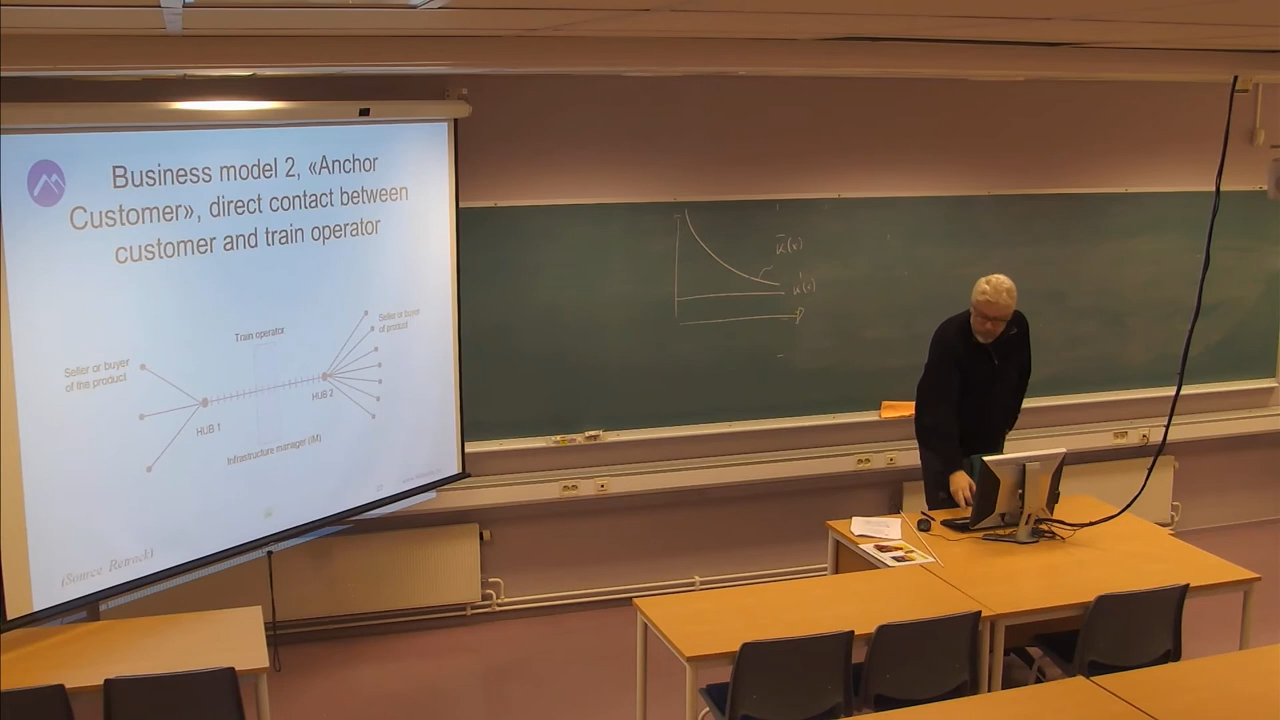 Business model 2, «Anchor
Customer», direct contact between
customer and train operator
Train operator
Seller or buyer
of product
Seller or buyer
of the product
HUB 1
HUB 2
Infrastructure manager (IM)
(Source: Retrack)
K(x)
K'(x)